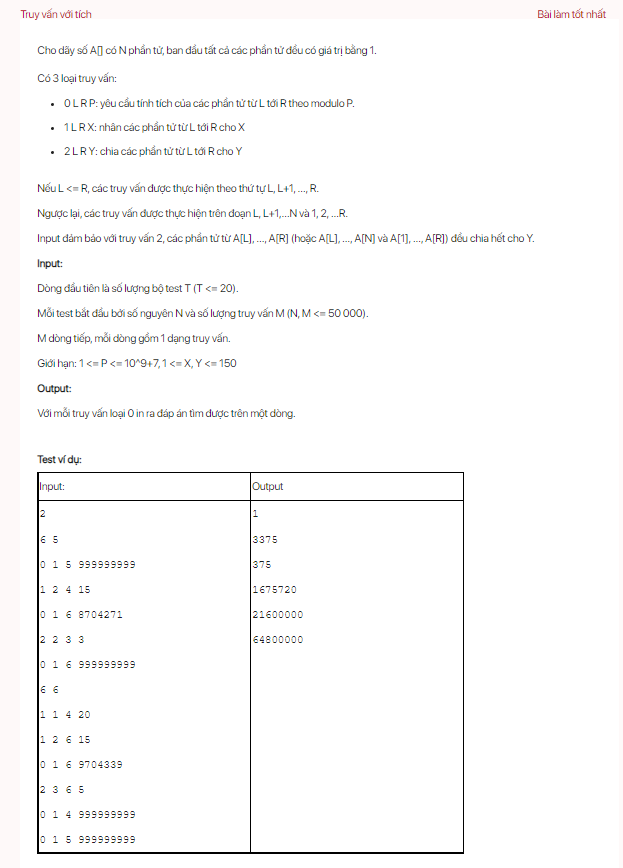 Truy vấn với tích
Bài làm tốt nhất
Cho dãy số A[] có N phần tử, ban đầu tất cả các phần tử đều có giá trị bằng 1.
Có 3 loại truy vấn:
• 0 L R P: yêu cầu tính tích của các phần tử từ L tới R theo modulo P.
• 1 L R X: nhân các phần tử từ L tới R cho X
• 2 L R Y: chia các phần tử từ L tới R cho Y
Nếu L <= R, các truy vấn được thực hiện theo thứ tự L, L+1, ..., R.
Ngược lại, các truy vấn được thực hiện trên đoạn L, L+1,...N và 1, 2, ...R.
Input đảm bảo với truy vấn 2, các phần tử từ A[L], ..., A[R] (hoặc A[L], ..., A[N] và A[1], ..., A[R]) đều chia hết cho Y.
Input:
Dòng đầu tiên là số lượng bộ test T (T <= 20).
Mỗi test bắt đầu bởi số nguyên N và số lượng truy vấn M (N, M <= 50 000).
M dòng tiếp, mỗi dòng gồm 1 dạng truy vấn.
Giới hạn: 1 <= P <= 10^9+7, 1 <= X, Y <= 150
Output:
Với mỗi truy vấn loại 0 in ra đáp án tìm được trên một dòng.
Test ví dụ:
Input: Output
2 1
6 5 3375
0 1 5 999999999 375
1 2 4 15 1675720
0 1 6 8704271 21600000
2 2 3 3 64800000
0 1 6 999999999
6 6
1 1 4 20
1 2 6 15
0 1 6 9704339
2 3 6 5
0 1 4 999999999
0 1 5 999999999